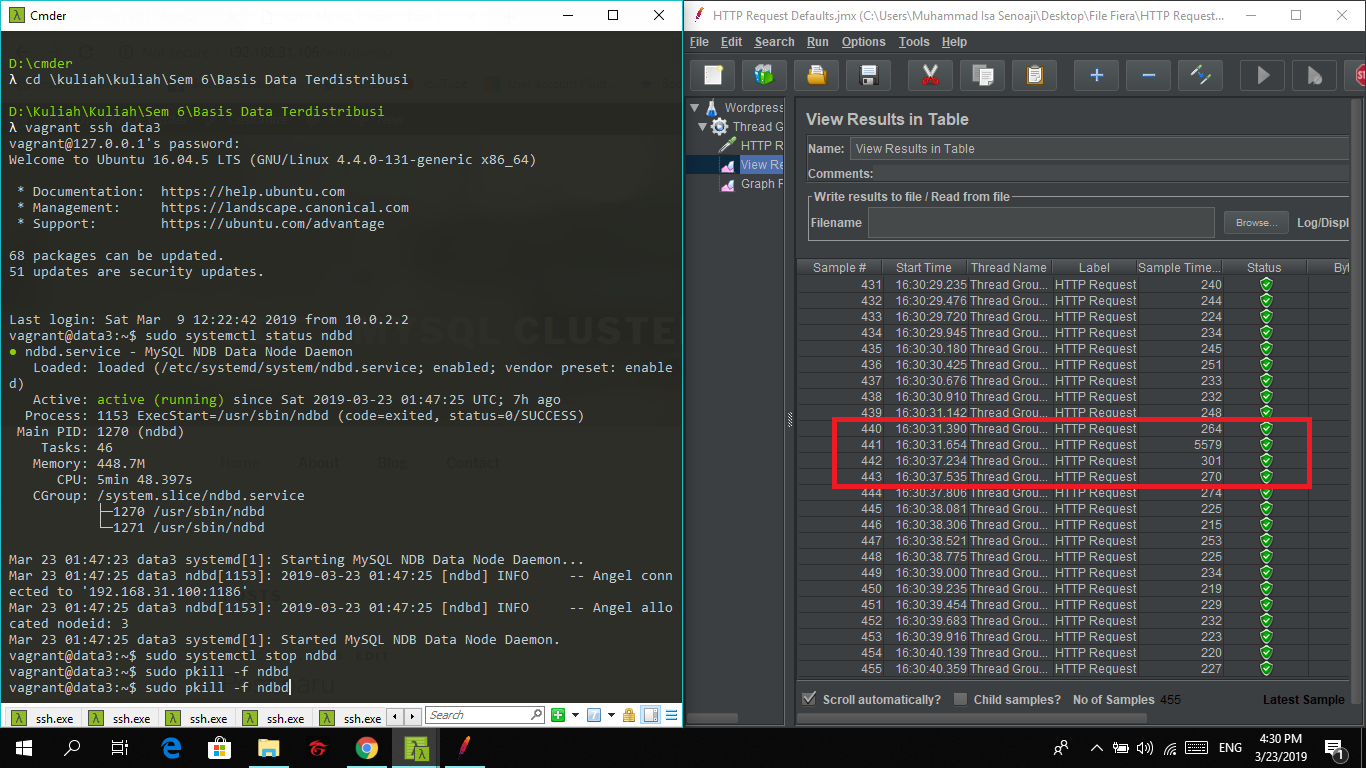 Cmder
D:\cmder
λ cd \kuliah\kuliah\Sem 6\Basis Data Terdistribusi
D:\Kuliah\Kuliah\Sem 6\Basis Data Terdistribusi
λ vagrant ssh data3
vagrant@127.0.0.1's password:
Welcome to Ubuntu 16.04.5 LTS (GNU/Linux 4.4.0-131-generic x86_64)
* Documentation:  https://help.ubuntu.com
* Management:     https://landscape.canonical.com
* Support:        https://ubuntu.com/advantage
68 packages can be updated.
51 updates are security updates.
Last login: Sat Mar  9 12:22:42 2019 from 10.0.2.2
vagrant@data3:~$ sudo systemctl status ndbd
● ndbd.service - MySQL NDB Data Node Daemon
Loaded: loaded (/etc/systemd/system/ndbd.service; enabled; vendor preset: enable
d)
Active: active (running) since Sat 2019-03-23 01:47:25 UTC; 7h ago
Process: 1153 ExecStart=/usr/sbin/ndbd (code=exited, status=0/SUCCESS)
Main PID: 1270 (ndbd)
Tasks: 46
Memory: 448.7M
CPU: 5min 48.397s
CGroup: /system.slice/ndbd.service
├─1270 /usr/sbin/ndbd
└─1271 /usr/sbin/ndbd
Mar 23 01:47:23 data3 systemd[1]: Starting MySQL NDB Data Node Daemon...
Mar 23 01:47:25 data3 ndbd[1153]: 2019-03-23 01:47:25 [ndbd] INFO     -- Angel conn
ected to '192.168.31.100:1186'
Mar 23 01:47:25 data3 ndbd[1153]: 2019-03-23 01:47:25 [ndbd] INFO     -- Angel allo
cated nodeid: 3
Mar 23 01:47:25 data3 systemd[1]: Started MySQL NDB Data Node Daemon.
vagrant@data3:~$ sudo systemctl stop ndbd
vagrant@data3:~$ sudo pkill -f ndbd
vagrant@data3:~$ sudo pkill -f ndbd
MYSQL CLUSTE
Home About Blog Contact
ssh.exe ssh.exe ssh.exe ssh.exe ssh.exe Search
HTTP Request Defaults.jmx (C:\Users\Muhammad Isa Senoaji\Desktop\File Fiera\HTTP Request...
File Edit Search Run Options Tools Help
STO
Wordpress
Thread G
HTTP R
View Re
Graph F
View Results in Table
Name: View Results in Table
Comments:
Write results to file / Read from file
Filename Browse... Log/Displ
Sample # Start Time Thread Name Label Sample Time... Status Byt
431 16:30:29.235 Thread Grou... HTTP Request 240
432 16:30:29.476 Thread Grou... HTTP Request 244
433 16:30:29.720 Thread Grou... HTTP Request 224
434 16:30:29.945 Thread Grou... HTTP Request 234
435 16:30:30.180 Thread Grou... HTTP Request 245
436 16:30:30.425 Thread Grou... HTTP Request 251
437 16:30:30.676 Thread Grou... HTTP Request 233
438 16:30:30.910 Thread Grou... HTTP Request 232
439 16:30:31.142 Thread Grou... HTTP Request 248
440 16:30:31.390 Thread Grou... HTTP Request 264
441 16:30:31.654 Thread Grou... HTTP Request 5579
442 16:30:37.234 Thread Grou... HTTP Request 301
443 16:30:37.535 Thread Grou... HTTP Request 270
444 16:30:37.806 Thread Grou... HTTP Request 274
445 16:30:38.081 Thread Grou... HTTP Request 225
446 16:30:38.306 Thread Grou... HTTP Request 215
447 16:30:38.521 Thread Grou... HTTP Request 253
448 16:30:38.775 Thread Grou... HTTP Request 225
449 16:30:39.000 Thread Grou... HTTP Request 234
450 16:30:39.235 Thread Grou... HTTP Request 219
451 16:30:39.454 Thread Grou... HTTP Request 229
452 16:30:39.683 Thread Grou... HTTP Request 232
453 16:30:39.916 Thread Grou... HTTP Request 223
454 16:30:40.139 Thread Grou... HTTP Request 220
455 16:30:40.359 Thread Grou... HTTP Request 227
Scroll automatically? Child samples? No of Samples 455 Latest Sample
ENG
4:30 PM
3/23/2019
1